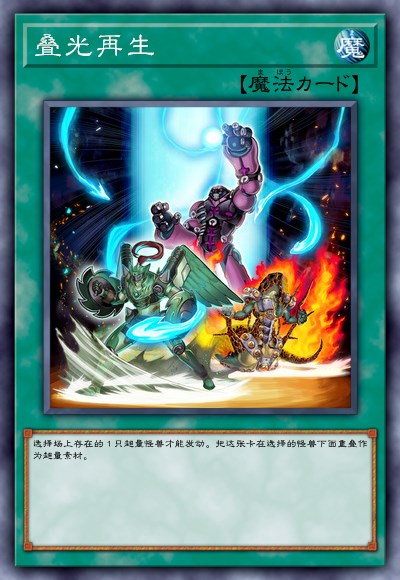 叠光再生
魔
【魔法カード】
まほう
选择场上存在的1只超量怪兽才能发动。把这张卡在选择的怪兽下面重叠作
为超量素材。